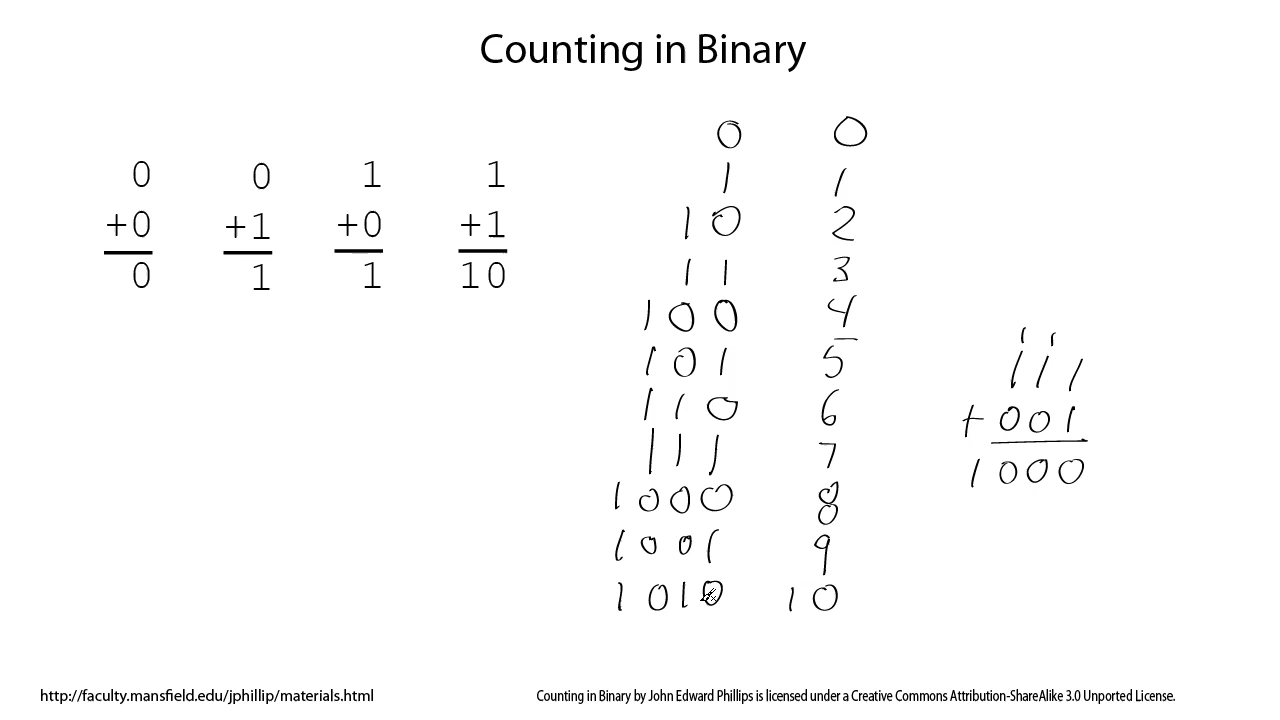 Counting in Binary
0 0 1 1
+0 +1 +0 +1
0 1 1 10
0 0
1 1
10 2
11 3
100 4
101 5
110 6
111 7
1000 8
1001 9
1010 10
1 1
111
+001
1000
http://faculty.mansfield.edu/jphillip/materials.html
Counting in Binary by John Edward Phillips is licensed under a Creative Commons Attribution-ShareAlike 3.0 Unported License.